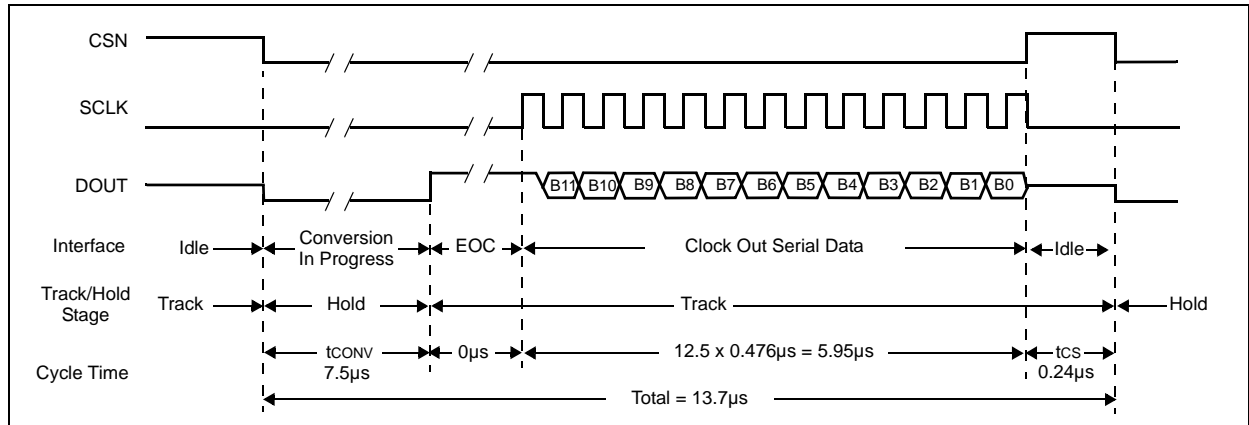 CSN
SCLK
DOUT
B11 B10 B9 B8 B7 B6 B5 B4 B3 B2 B1 B0
Interface Idle Conversion In Progress EOC Clock Out Serial Data Idle
Track/Hold Stage Track Hold Track Hold
Cycle Time tCONV 7.5µs 0µs 12.5 x 0.476µs = 5.95µs tCS 0.24µs
Total = 13.7µs